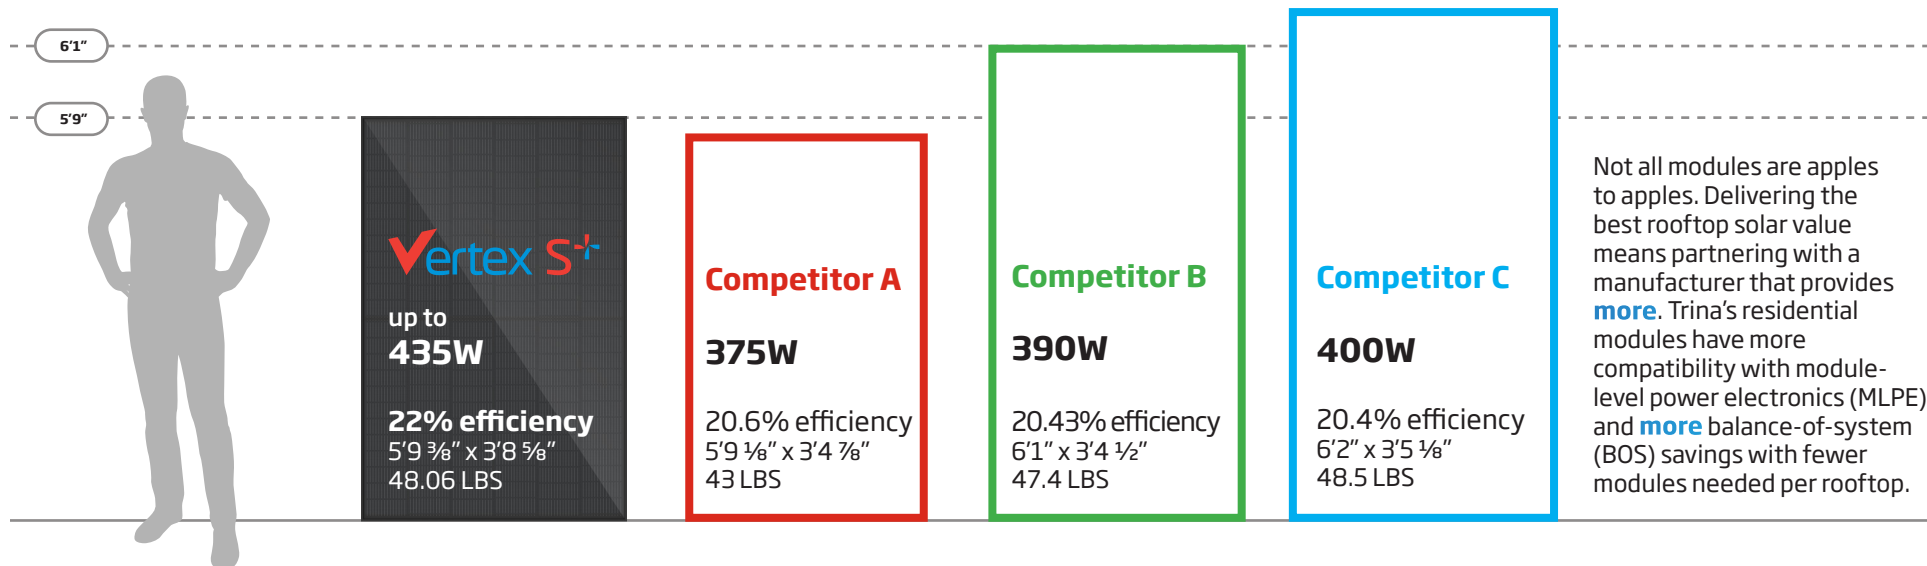 6'1"
5'9"
Vertex S+
up to
435W
22% efficiency
5'9 ⅜" x 3'8 ⅝"
48.06 LBS
Competitor A
375W
20.6% efficiency
5'9 ⅛" x 3'4 ⅞"
43 LBS
Competitor B
390W
20.43% efficiency
6'1" x 3'4 ½"
47.4 LBS
Competitor C
400W
20.4% efficiency
6'2" x 3'5 ⅛"
48.5 LBS
Not all modules are apples
to apples. Delivering the
best rooftop solar value
means partnering with a
manufacturer that provides
more. Trina's residential
modules have more
compatibility with module-
level power electronics (MLPE)
and more balance-of-system
(BOS) savings with fewer
modules needed per rooftop.